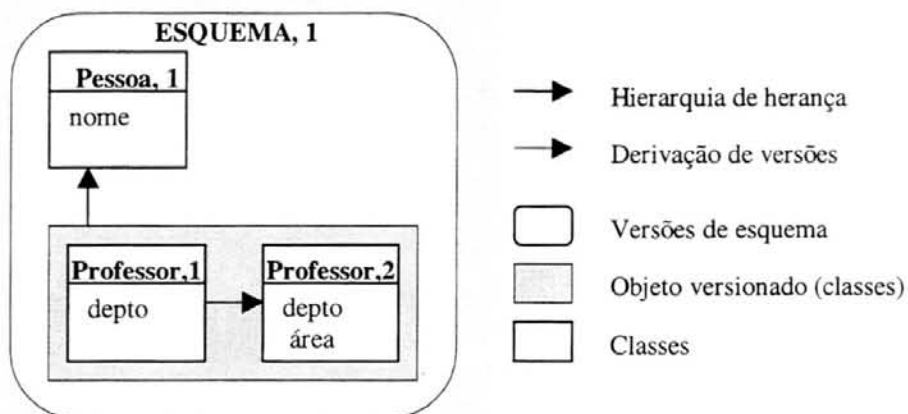 ESQUEMA, 1
Pessoa, 1
nome
Professor,1
depto
Professor,2
depto
área
Hierarquia de herança
Derivação de versões
Versões de esquema
Objeto versionado (classes)
Classes